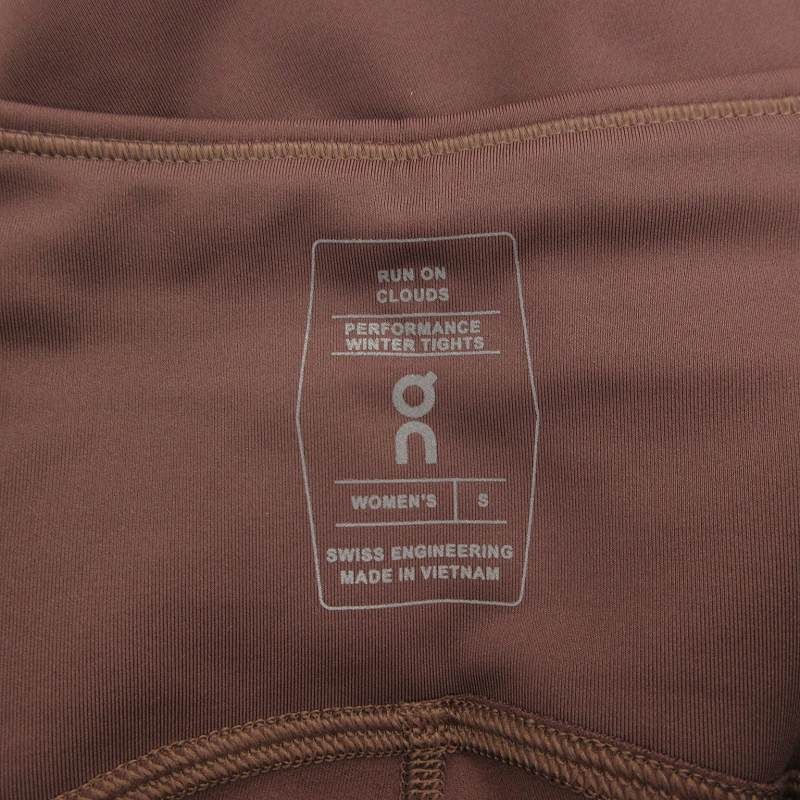 RUN ON
CLOUDS
PERFORMANCE
WINTER TIGHTS
on
WOMEN'S S
SWISS ENGINEERING
MADE IN VIETNAM